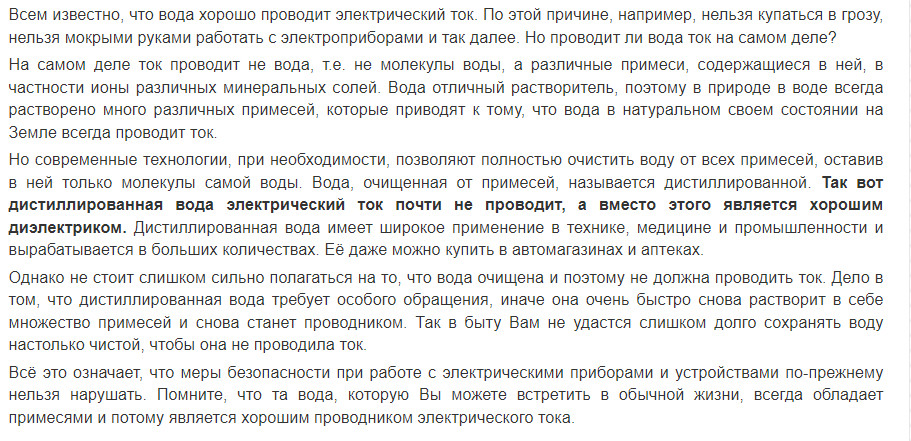 Всем известно, что вода хорошо проводит электрический ток. По этой причине, например, нельзя купаться в грозу,
нельзя мокрыми руками работать с электроприборами и так далее. Но проводит ли вода ток на самом деле?
На самом деле ток проводит не вода, т.е. не молекулы воды, а различные примеси, содержащиеся в ней, в
частности ионы различных минеральных солей. Вода отличный растворитель, поэтому в природе в воде всегда
растворено много различных примесей, которые приводят к тому, что вода в натуральном своем состоянии на
Земле всегда проводит ток.
Но современные технологии, при необходимости, позволяют полностью очистить воду от всех примесей, оставив
в ней только молекулы самой воды. Вода, очищенная от примесей, называется дистиллированной. Так вот
дистиллированная вода электрический ток почти не проводит, а вместо этого является хорошим
диэлектриком. Дистиллированная вода имеет широкое применение в технике, медицине и промышленности и
вырабатывается в больших количествах. Её даже можно купить в автомагазинах и аптеках.
Однако не стоит слишком сильно полагаться на то, что вода очищена и поэтому не должна проводить ток. Дело в
том, что дистиллированная вода требует особого обращения, иначе она очень быстро снова растворит в себе
множество примесей и снова станет проводником. Так в быту Вам не удастся слишком долго сохранять воду
настолько чистой, чтобы она не проводила ток.
Всё это означает, что меры безопасности при работе с электрическими приборами и устройствами по-прежнему
нельзя нарушать. Помните, что та вода, которую Вы можете встретить в обычной жизни, всегда обладает
примесями и потому является хорошим проводником электрического тока.